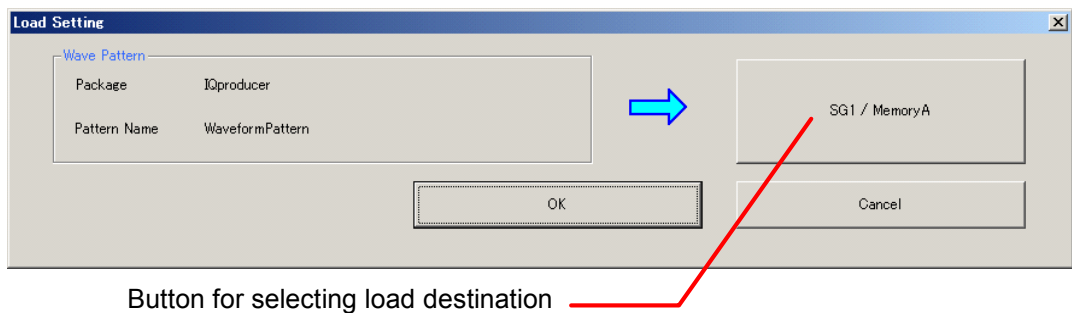 Load Setting
Wave Pattern
Package IQproducer
Pattern Name WaveformPattern
SG1 / MemoryA
OK
Cancel
Button for selecting load destination